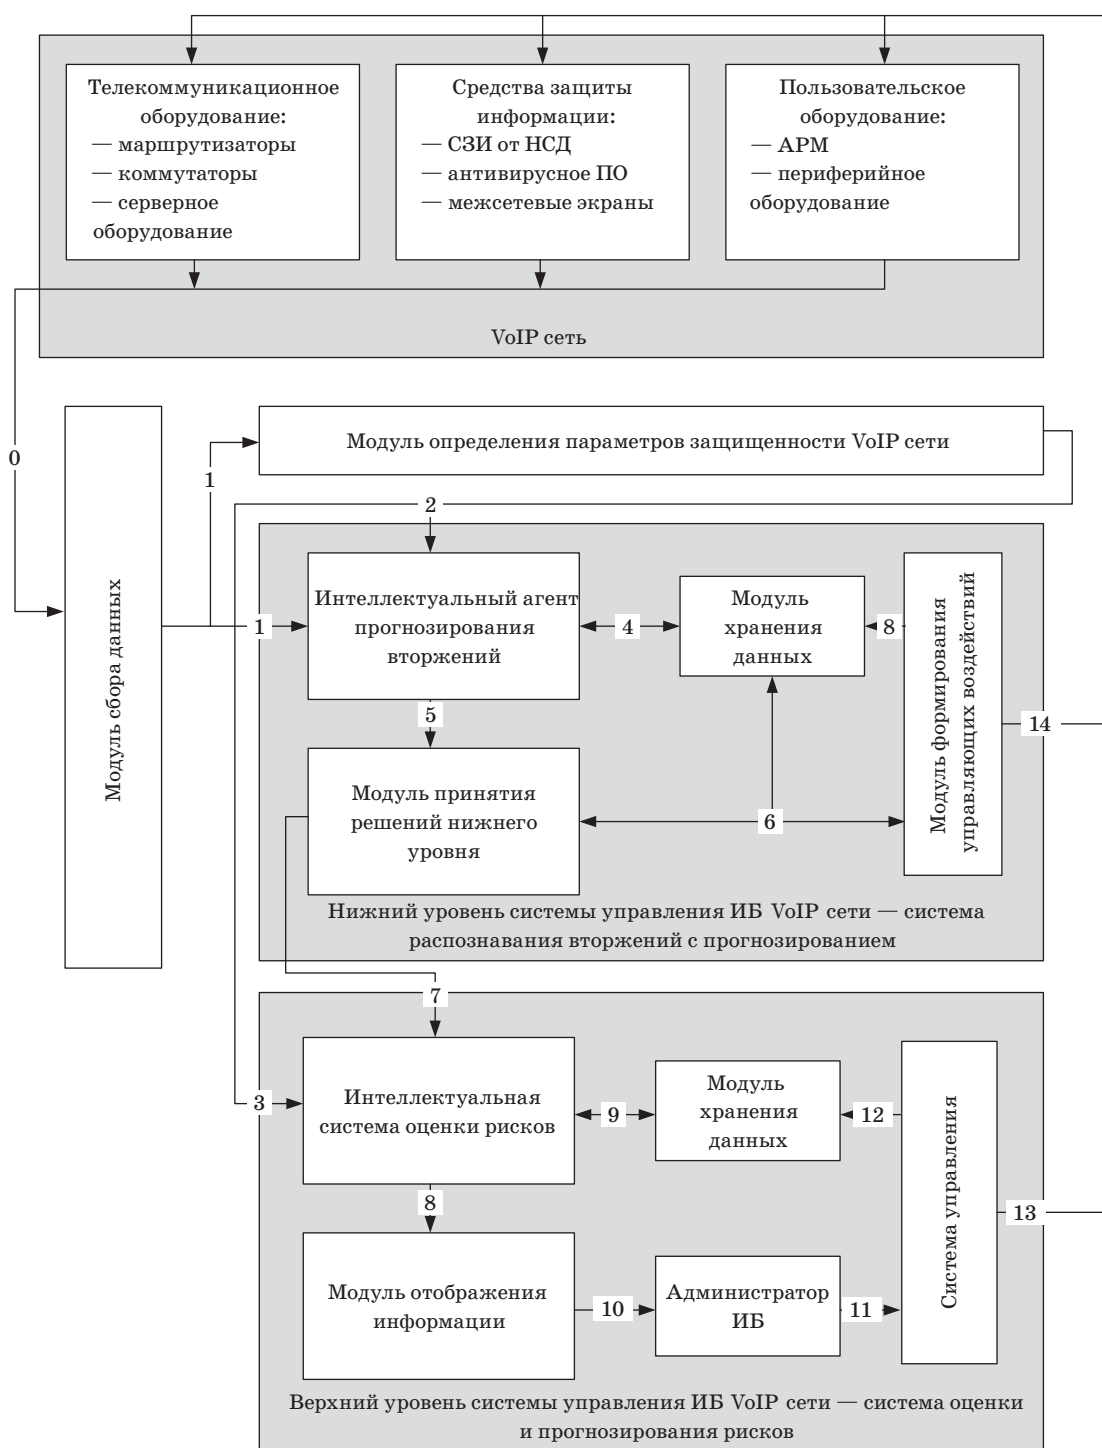 Телекоммуникационное
оборудование:
— маршрутизаторы
— коммутаторы
— серверное
оборудование
Средства защиты
информации:
— СЗИ от НСД
— антивирусное ПО
— межсетевые экраны
Пользовательское
оборудование:
— АРМ
— периферийное
оборудование
VoIP сеть
0
Модуль сбора данных
1
Модуль определения параметров защищенности VoIP сети
2
1
Интеллектуальный агент
прогнозирования
вторжений
4
Модуль
хранения
данных
8
Модуль формирования
управляющих воздействий
14
5
Модуль принятия
решений нижнего
уровня
6
Нижний уровень системы управления ИБ VoIP сети — система
распознавания вторжений с прогнозированием
7
3
Интеллектуальная
система оценки рисков
9
Модуль
хранения
данных
12
Система управления
13
8
Модуль отображения
информации
10
Администратор
ИБ
11
Верхний уровень системы управления ИБ VoIP сети — система оценки
и прогнозирования рисков